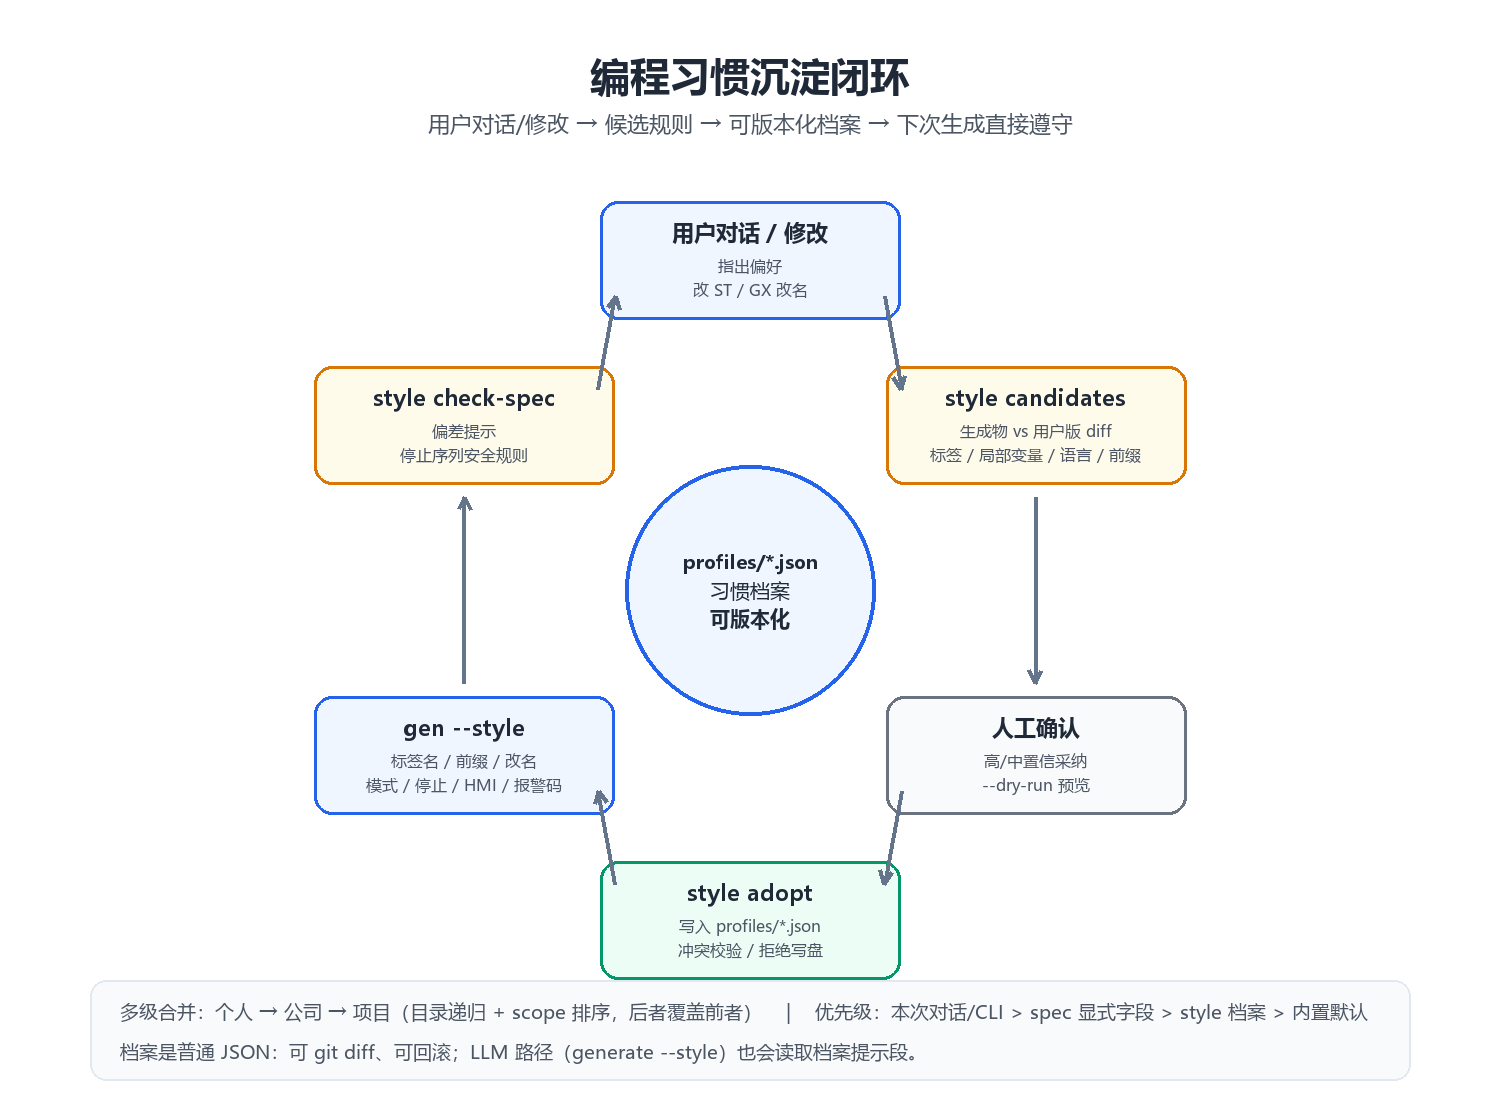 编程习惯沉淀闭环
用户对话/修改 → 候选规则 → 可版本化档案 → 下次生成直接遵守
用户对话 / 修改
指出偏好
改 ST / GX 改名
style check-spec
偏差提示
停止序列安全规则
style candidates
生成物 vs 用户版 diff
标签 / 局部变量 / 语言 / 前缀
profiles/*.json
习惯档案
可版本化
gen --style
标签名 / 前缀 / 改名
模式 / 停止 / HMI / 报警码
人工确认
高/中置信采纳
--dry-run 预览
style adopt
写入 profiles/*.json
冲突校验 / 拒绝写盘
多级合并：个人 → 公司 → 项目（目录递归 + scope 排序，后者覆盖前者） | 优先级：本次对话/CLI > spec 显式字段 > style 档案 > 内置默认
档案是普通 JSON：可 git diff、可回滚；LLM 路径（generate --style）也会读取档案提示段。